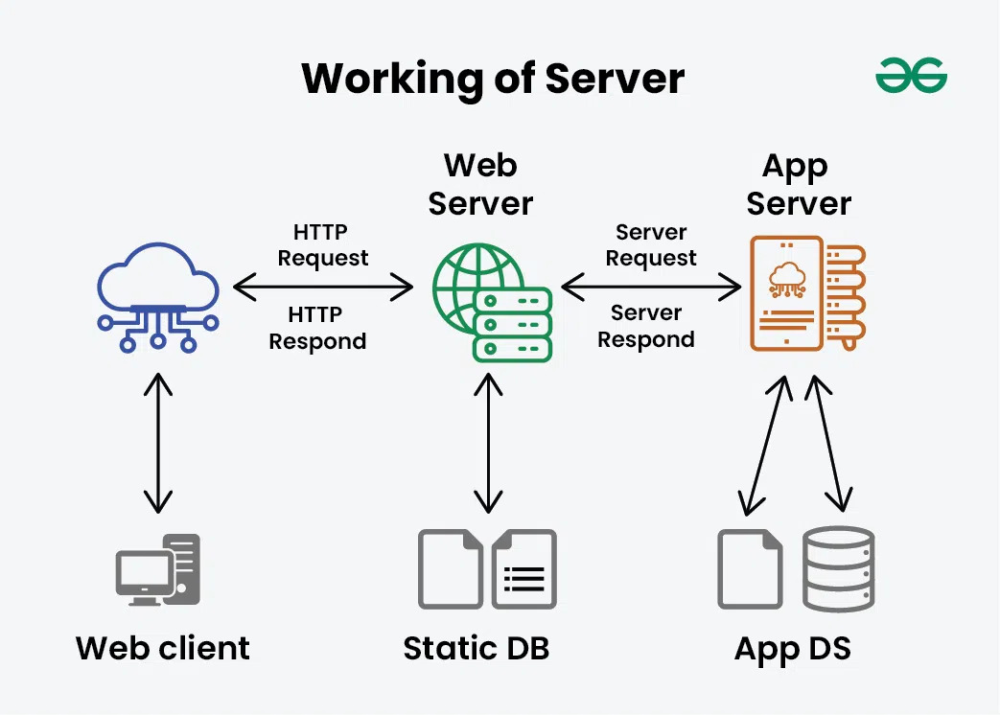 Working of Server
Web
Server
App
Server
HTTP
Request
HTTP
Respond
Server
Request
Server
Respond
Web client
Static DB
App DS